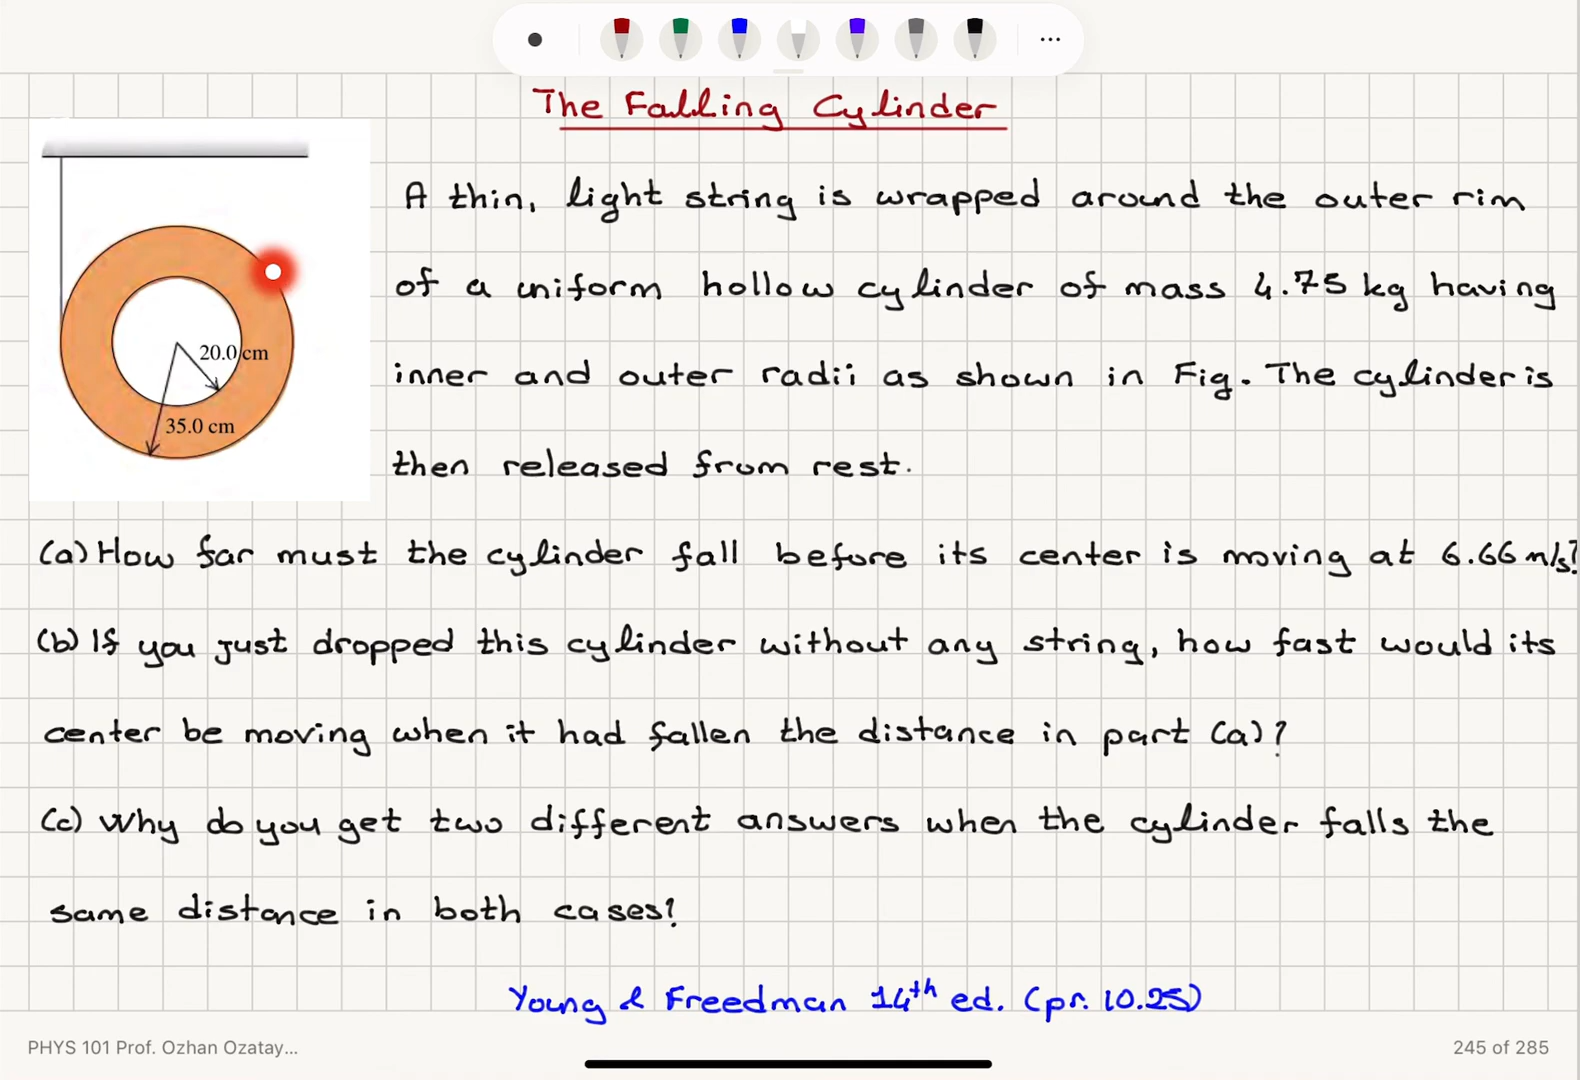 ...
The Falling Cylinder
A thin, light string is wrapped around the outer rim
of a uniform hollow cylinder of mass 4.75 kg having
inner and outer radii as shown in Fig. The cylinder is
then released from rest.
20.0 cm
35.0 cm
(a) How far must the cylinder fall before its center is moving at 6.66 m/s?
(b) If you just dropped this cylinder without any string, how fast would its
center be moving when it had fallen the distance in part (a)?
(c) Why do you get two different answers when the cylinder falls the
same distance in both cases?
Young & Freedman 14th ed. (pr. 10.25)
PHYS 101 Prof. Ozhan Ozatay...
245 of 285